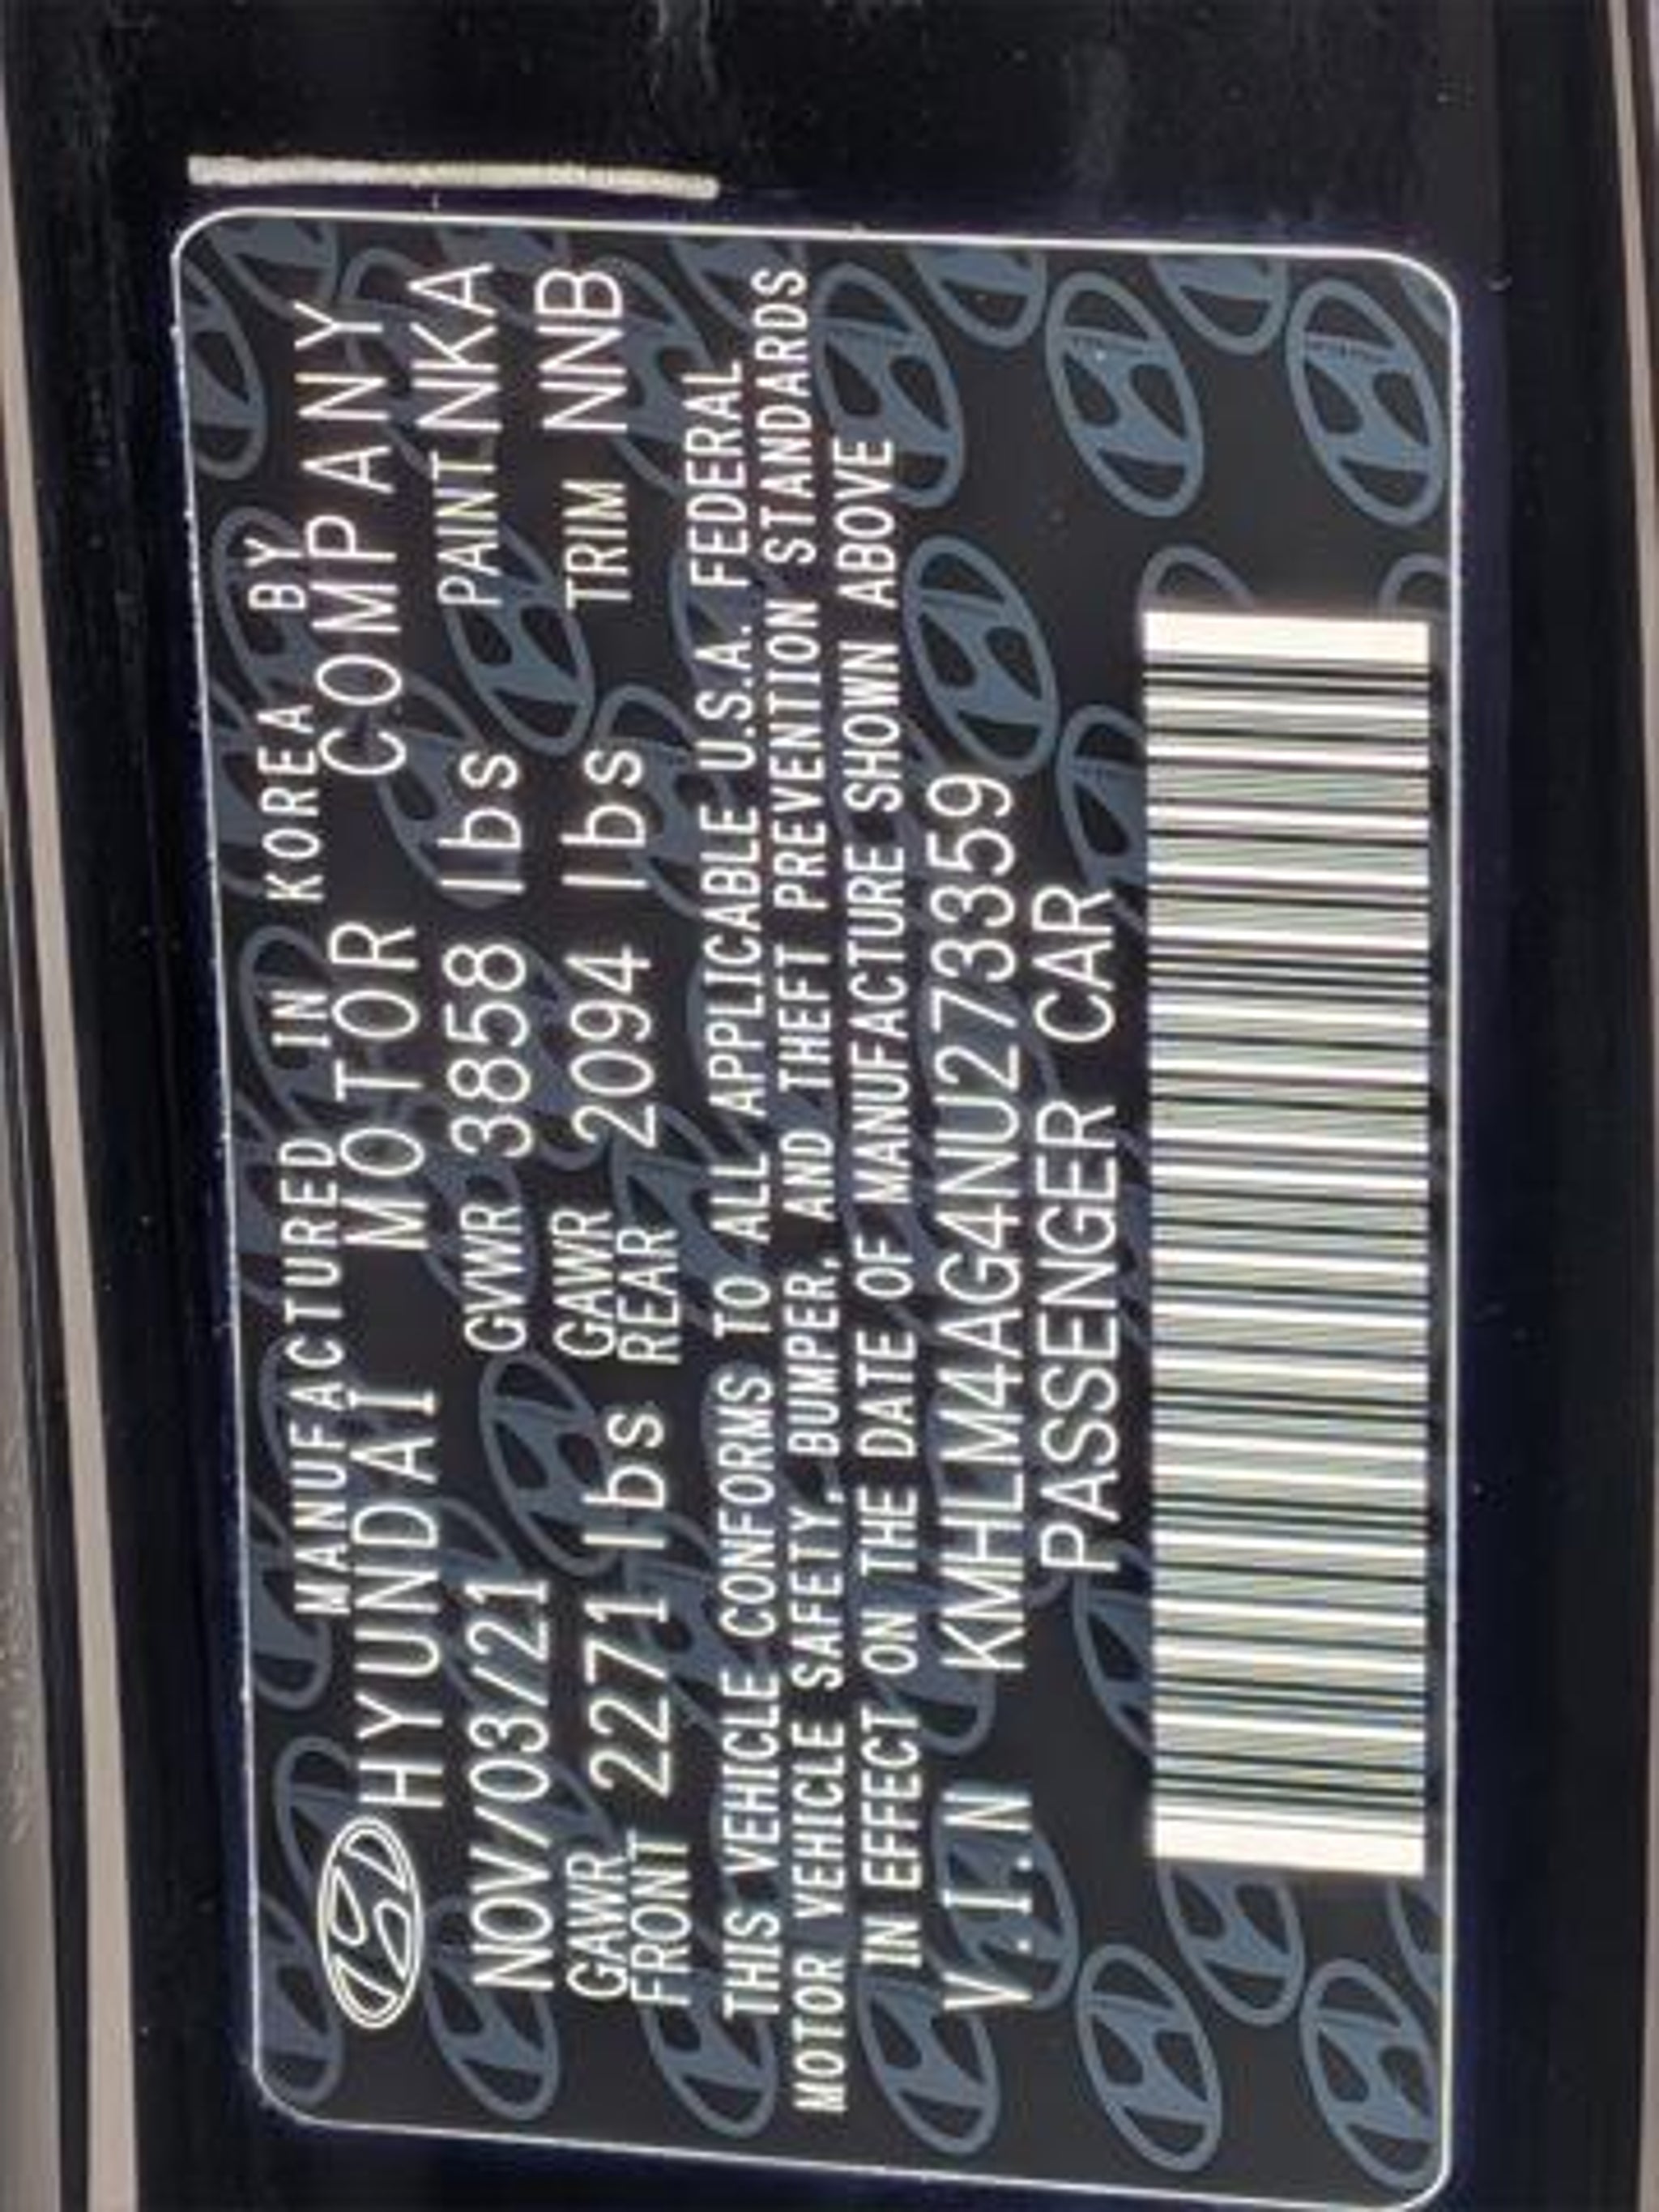 MANUFACTURED IN KOREA BY
HYUNDAI MOTOR COMPANY
NOV/03/21 GVWR 3858 lbs PAINT NKA
GAWR FRONT 2271 lbs GAWR REAR 2094 lbs TRIM NNB
THIS VEHICLE CONFORMS TO ALL APPLICABLE U.S.A. FEDERAL
MOTOR VEHICLE SAFETY, BUMPER, AND THEFT PREVENTION STANDARDS
IN EFFECT ON THE DATE OF MANUFACTURE SHOWN ABOVE
V.I.N KMHLM4AG4NU273359
PASSENGER CAR